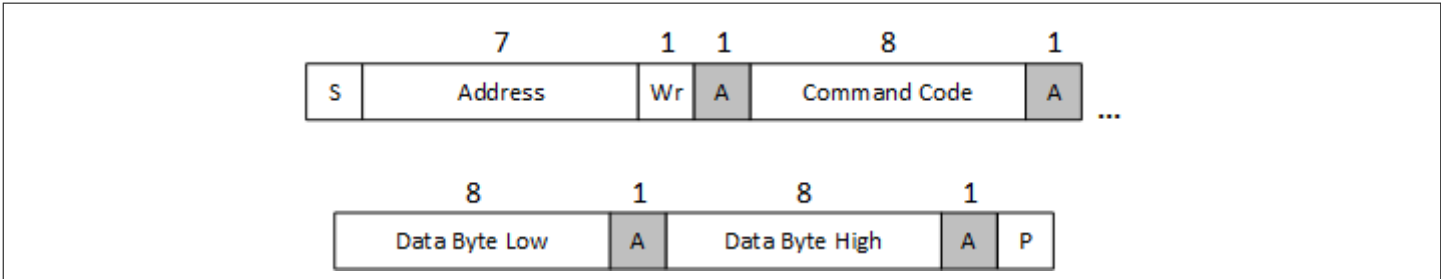 7 1 1 8 1
S Address Wr A Command Code A ...
8 1 8 1
Data Byte Low A Data Byte High A P